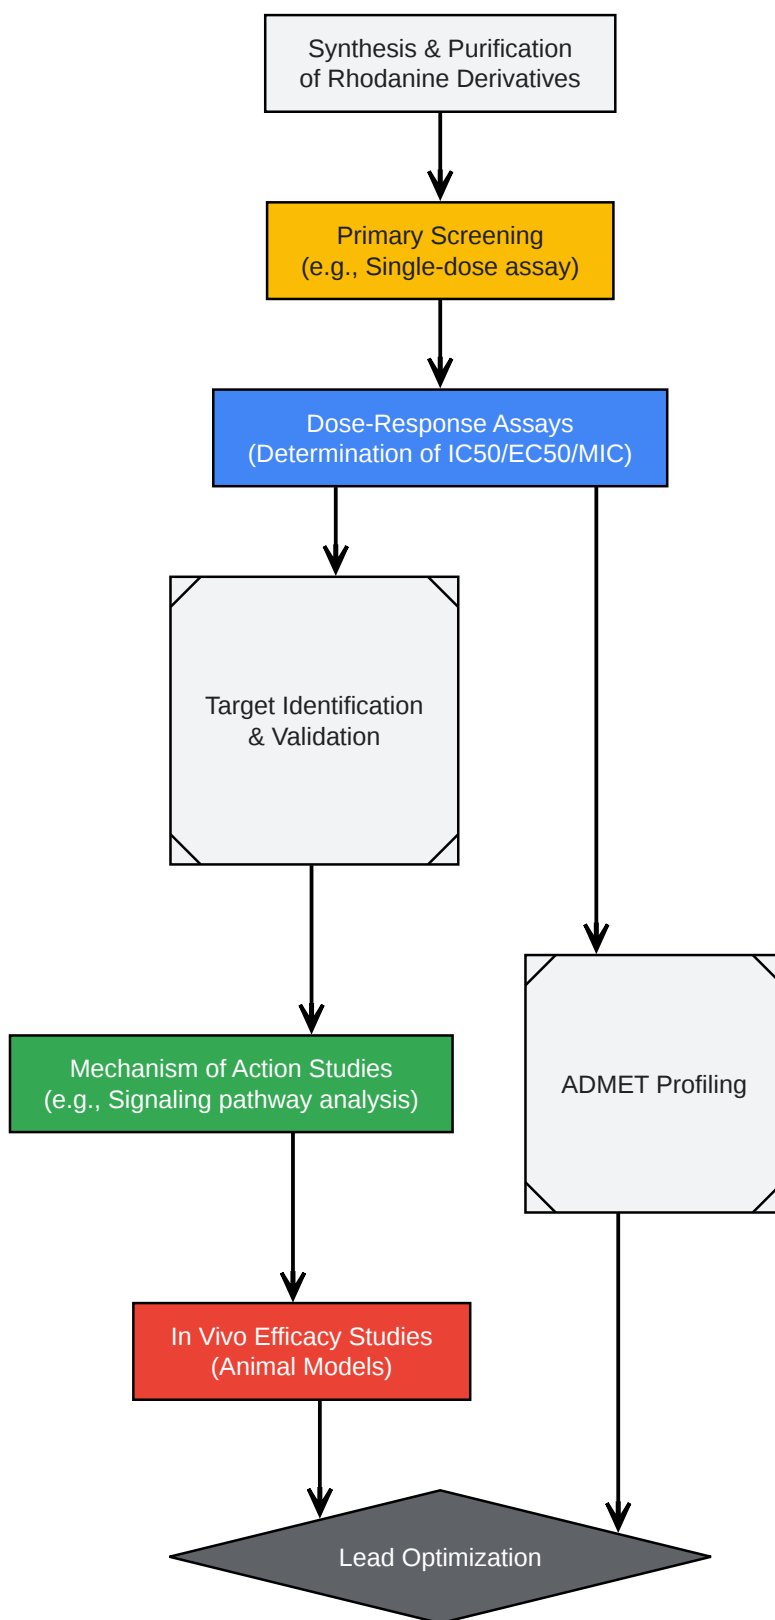 Synthesis & Purification
of Rhodanine Derivatives
Primary Screening
(e.g., Single-dose assay)
Dose-Response Assays
(Determination of IC50/EC50/MIC)
Target Identification
& Validation
ADMET Profiling
Mechanism of Action Studies
(e.g., Signaling pathway analysis)
In Vivo Efficacy Studies
(Animal Models)
Lead Optimization